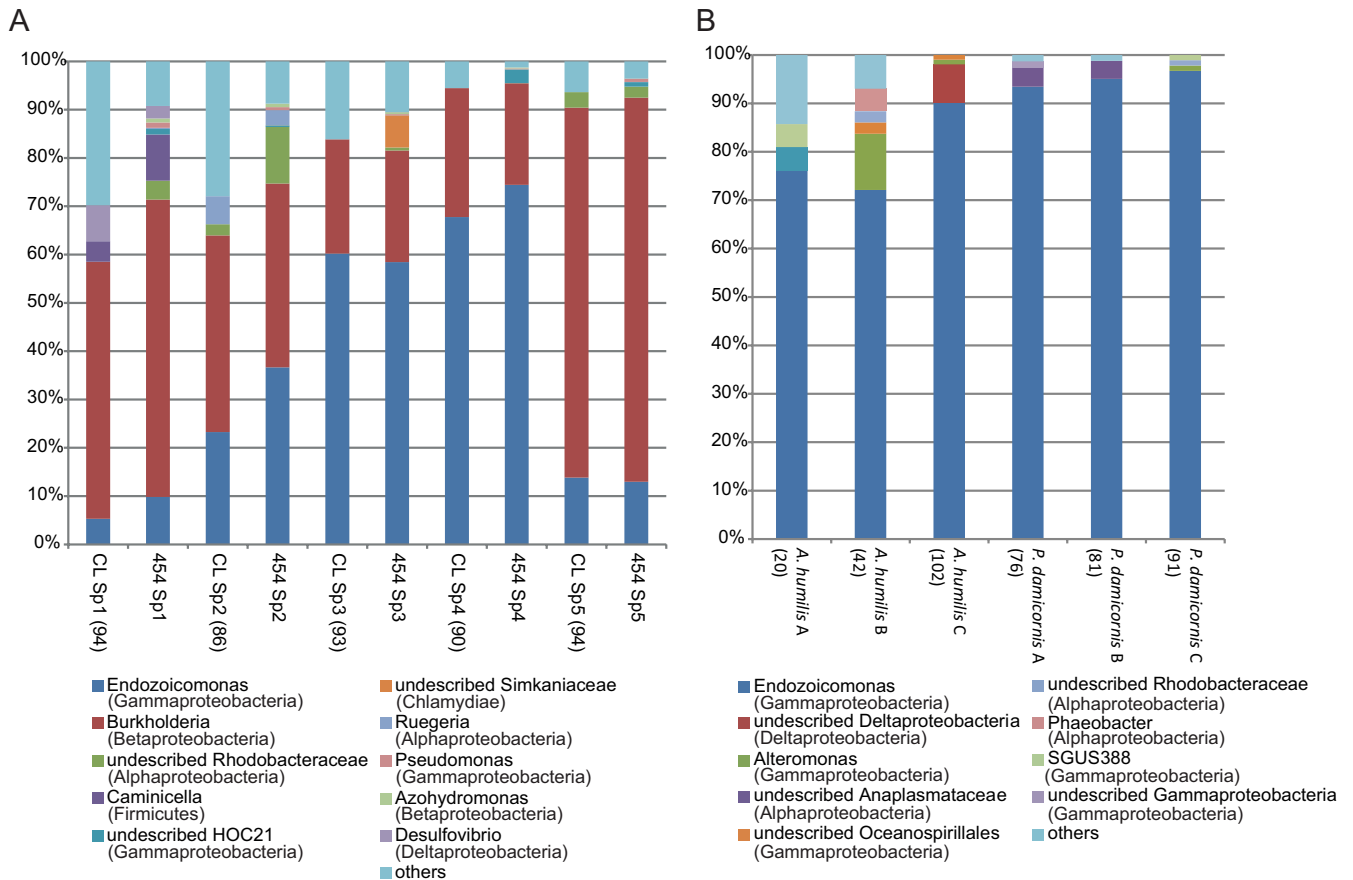 A
100%
90%
80%
70%
60%
50%
40%
30%
20%
10%
0%
CL Sp1 (94)
454 Sp1
CL Sp2 (86)
454 Sp2
CL Sp3 (93)
454 Sp3
CL Sp4 (90)
454 Sp4
CL Sp5 (94)
454 Sp5
Endozoicomonas
(Gammaproteobacteria)
Burkholderia
(Betaproteobacteria)
undescribed Rhodobacteraceae
(Alphaproteobacteria)
Caminicella
(Firmicutes)
undescribed HOC21
(Gammaproteobacteria)
undescribed Simkaniaceae
(Chlamydiae)
Ruegeria
(Alphaproteobacteria)
Pseudomonas
(Gammaproteobacteria)
Azohydromonas
(Betaproteobacteria)
Desulfovibrio
(Deltaproteobacteria)
others
B
100%
90%
80%
70%
60%
50%
40%
30%
20%
10%
0%
A. humilis A
(20)
A. humilis B
(42)
A. humilis C
(102)
P. damicornis A
(76)
P. damicornis B
(81)
P. damicornis C
(91)
Endozoicomonas
(Gammaproteobacteria)
undescribed Deltaproteobacteria
(Deltaproteobacteria)
Alteromonas
(Gammaproteobacteria)
undescribed Anaplasmataceae
(Alphaproteobacteria)
undescribed Oceanospirillales
(Gammaproteobacteria)
undescribed Rhodobacteraceae
(Alphaproteobacteria)
Phaeobacter
(Alphaproteobacteria)
SGUS388
(Gammaproteobacteria)
undescribed Gammaproteobacteria
(Gammaproteobacteria)
others